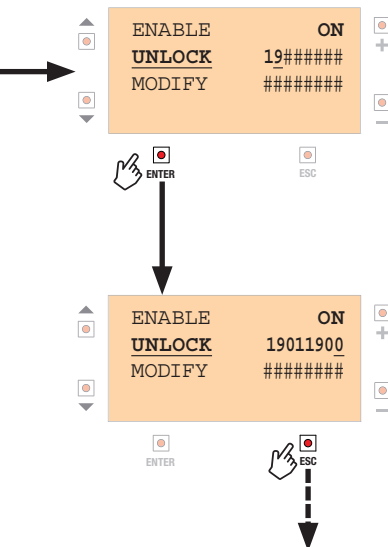 ENABLE ON
UNLOCK 19######
MODIFY ########
+
−
ENTER
ESC
ENABLE ON
UNLOCK 19011900
MODIFY ########
+
−
ENTER
ESC